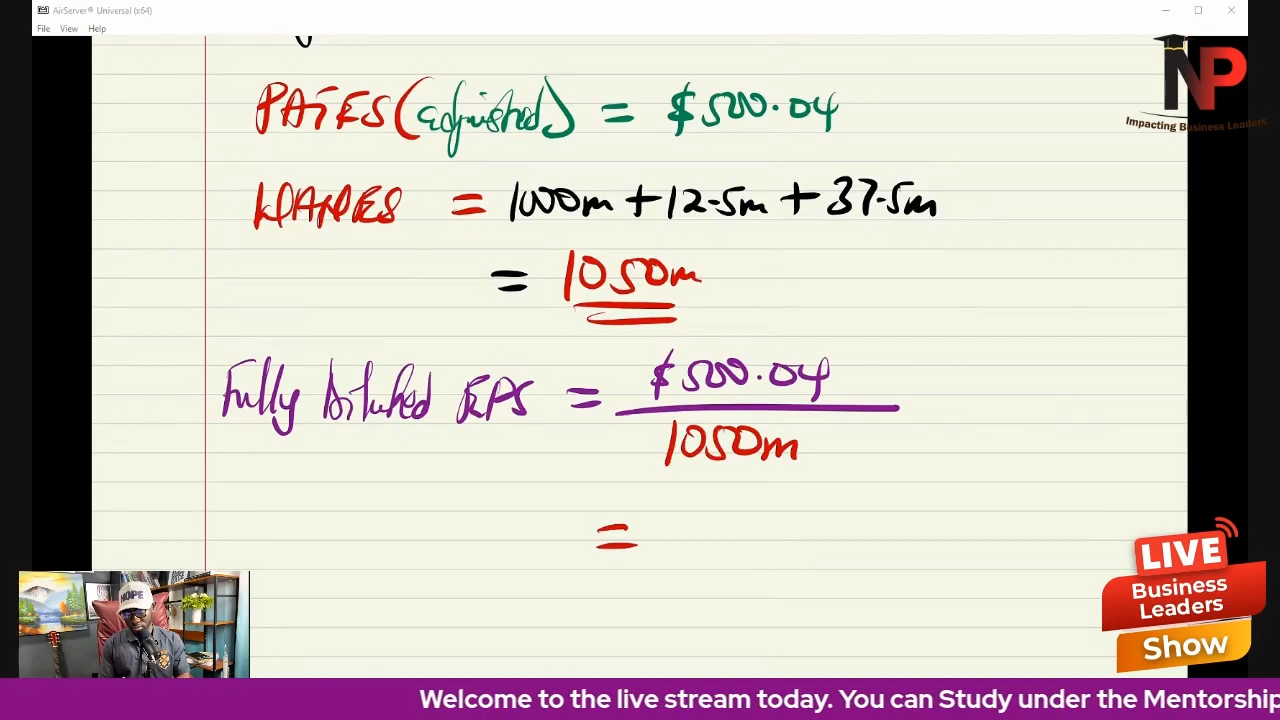 AirServer® Universal (x64)
File View Help
NP
Impacting Business Leaders
PATES (adjusted) = $500.04
= 1000m + 12.5m + 37.5m
= 1050m
Fully Diluted EPS = $500.04
1050m
=
HOPE
LIVE
Business
Leaders
Show
Welcome to the live stream today. You can Study under the Mentorship